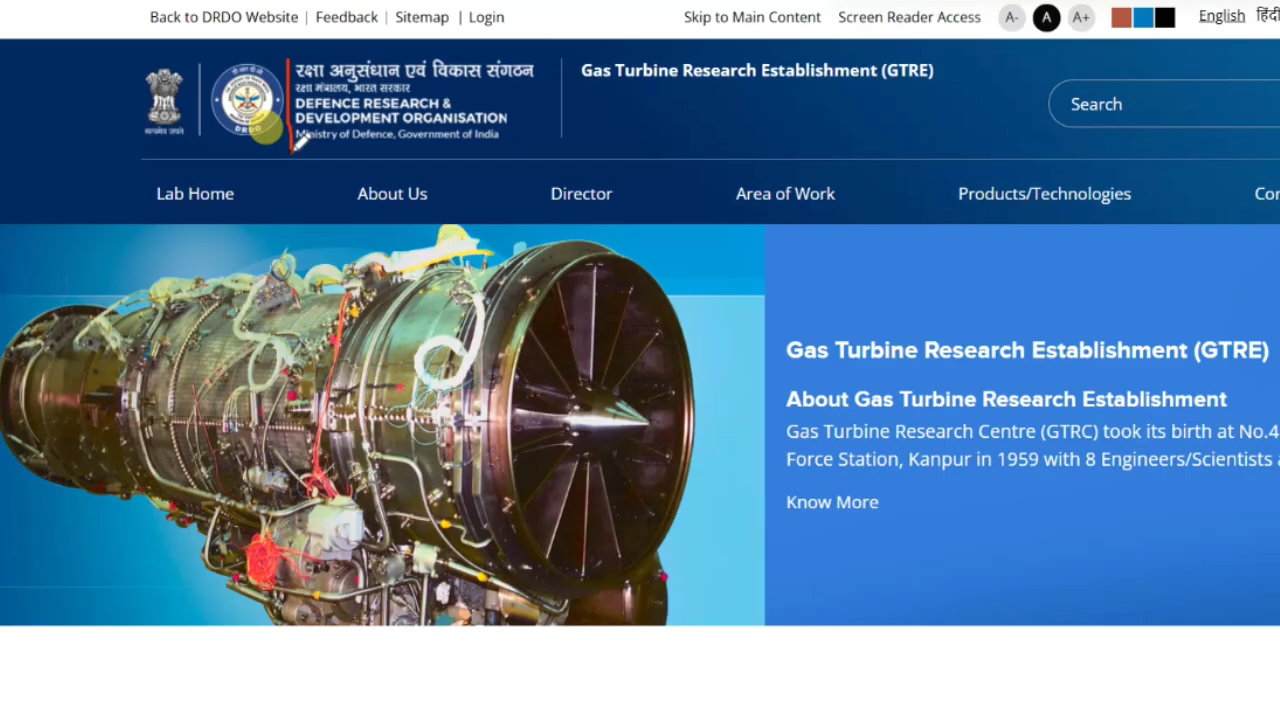 Back to DRDO Website | Feedback | Sitemap | Login
Skip to Main Content Screen Reader Access A- A A+ English हिंदी
सत्यमेव जयते
DRDO
रक्षा अनुसंधान एवं विकास संगठन
रक्षा मंत्रालय, भारत सरकार
DEFENCE RESEARCH &
DEVELOPMENT ORGANISATION
Ministry of Defence, Government of India
Gas Turbine Research Establishment (GTRE)
Search
Lab Home About Us Director Area of Work Products/Technologies
Gas Turbine Research Establishment (GTRE)
About Gas Turbine Research Establishment
Gas Turbine Research Centre (GTRC) took its birth at No.4
Force Station, Kanpur in 1959 with 8 Engineers/Scientists
Know More